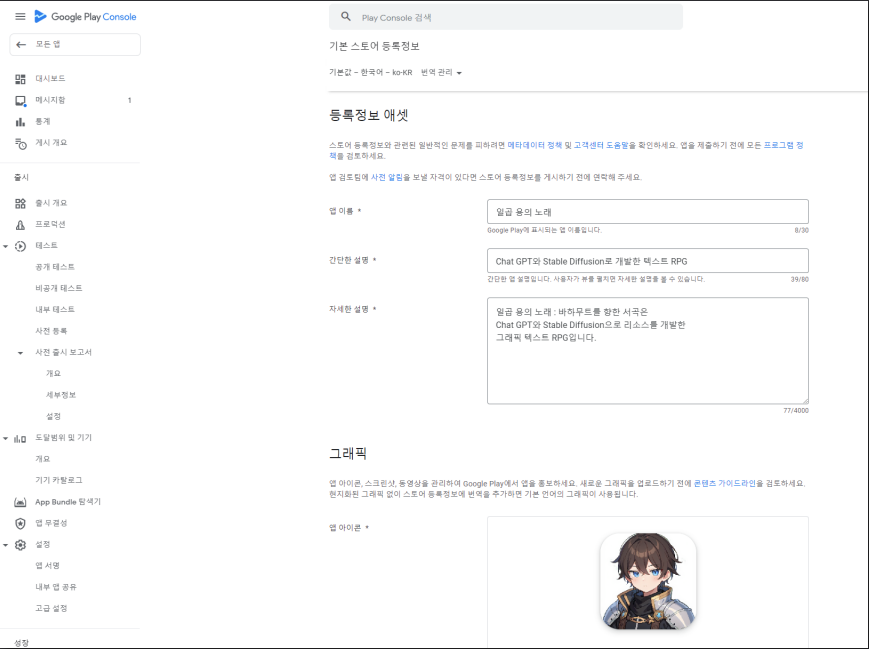 Google Play Console
모든 앱
대시보드
메시지함 1
통계
게시 개요
출시
출시 개요
프로덕션
테스트
공개 테스트
비공개 테스트
내부 테스트
사전 등록
사전 출시 보고서
개요
세부정보
설정
도달범위 및 기기
개요
기기 카탈로그
App Bundle 탐색기
앱 무결성
설정
앱 서명
내부 앱 공유
고급 설정
성장
Play Console 검색
기본 스토어 등록정보
기본값 – 한국어 – ko-KR 번역 관리
등록정보 애셋
스토어 등록정보와 관련된 일반적인 문제를 피하려면 메타데이터 정책 및 고객센터 도움말을 확인하세요. 앱을 제출하기 전에 모든 프로그램 정
책을 검토하세요.
앱 검토팀에 사전 알림을 보낼 자격이 있다면 스토어 등록정보를 게시하기 전에 연락해 주세요.
앱 이름 *
일곱 용의 노래
Google Play에 표시되는 앱 이름입니다. 8/30
간단한 설명 *
Chat GPT와 Stable Diffusion로 개발한 텍스트 RPG
간단한 앱 설명입니다. 사용자가 뷰를 펼치면 자세한 설명을 볼 수 있습니다. 39/80
자세한 설명 *
일곱 용의 노래 : 바하무트를 향한 서곡은
Chat GPT와 Stable Diffusion으로 리소스를 개발한
그래픽 텍스트 RPG입니다.
77/4000
그래픽
앱 아이콘, 스크린샷, 동영상을 관리하여 Google Play에서 앱을 홍보하세요. 새로운 그래픽을 업로드하기 전에 콘텐츠 가이드라인을 검토하세요.
현지화된 그래픽 없이 스토어 등록정보에 번역을 추가하면 기본 언어의 그래픽이 사용됩니다.
앱 아이콘 *